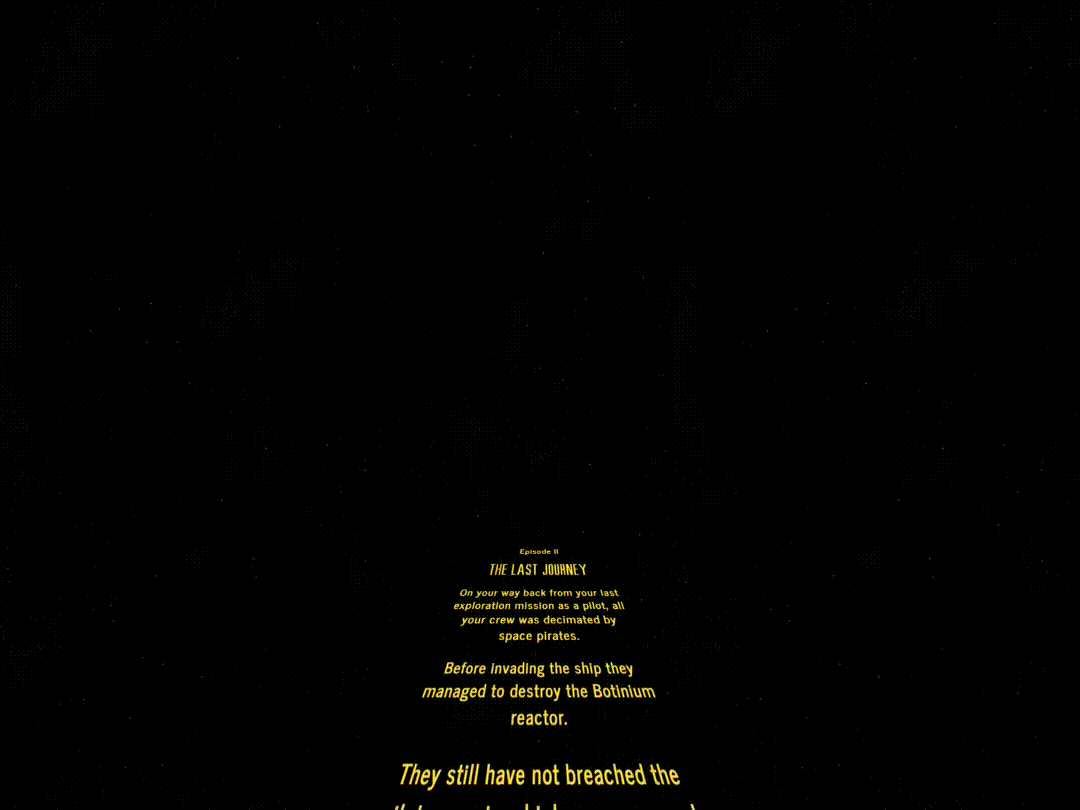 Episode II
THE LAST JOURNEY
On your way back from your last
exploration mission as a pilot, all
your crew was decimated by
space pirates.
Before invading the ship they
managed to destroy the Botinium
reactor.
They still have not breached the